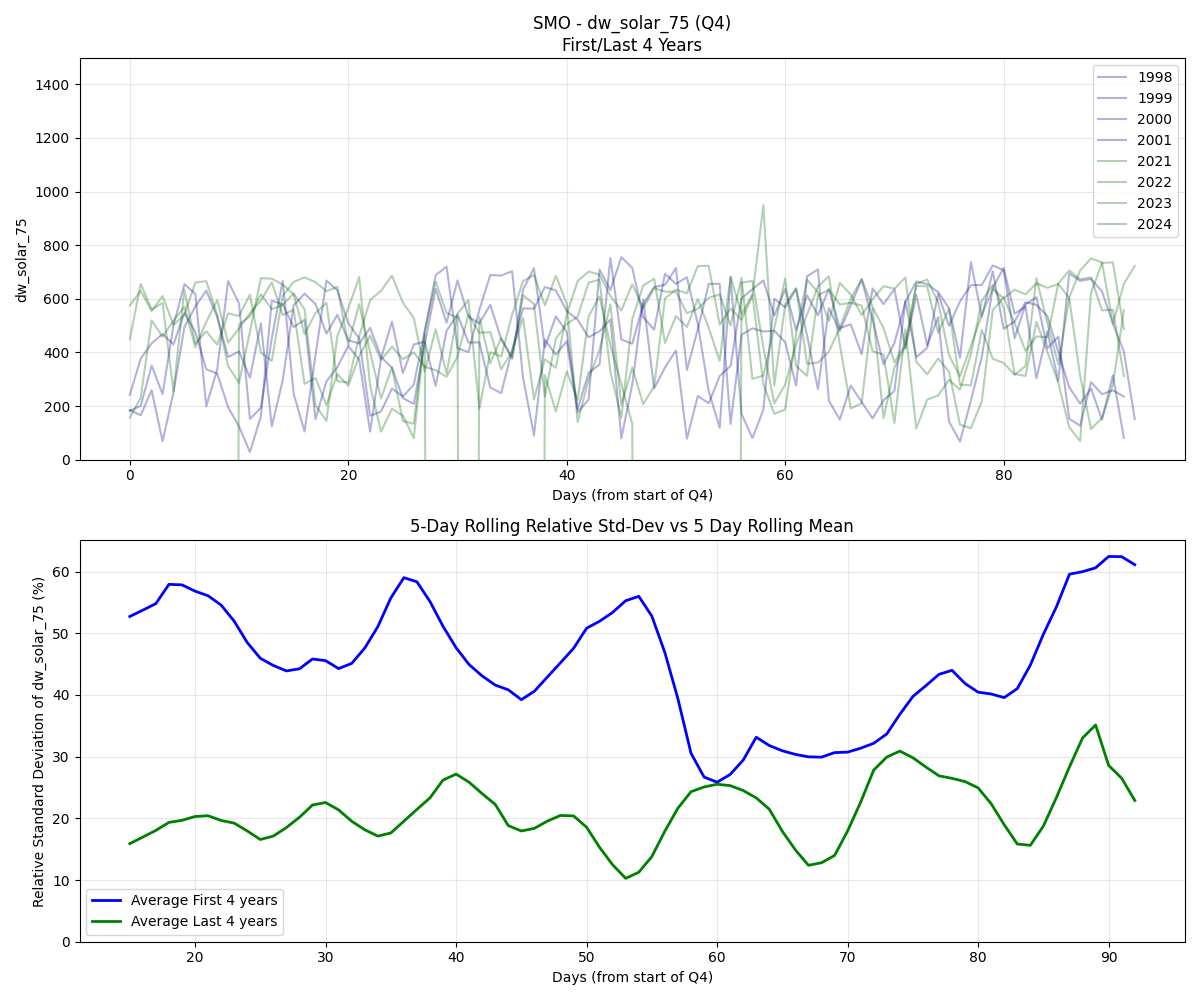 SMO - dw_solar_75 (Q4)
First/Last 4 Years
1400
1200
1000
800
600
400
200
0
dw_solar_75
1998
1999
2000
2001
2021
2022
2023
2024
0 20 40 60 80
Days (from start of Q4)
5-Day Rolling Relative Std-Dev vs 5 Day Rolling Mean
60
50
40
30
20
10
0
Relative Standard Deviation of dw_solar_75 (%)
Average First 4 years
Average Last 4 years
20 30 40 50 60 70 80 90
Days (from start of Q4)